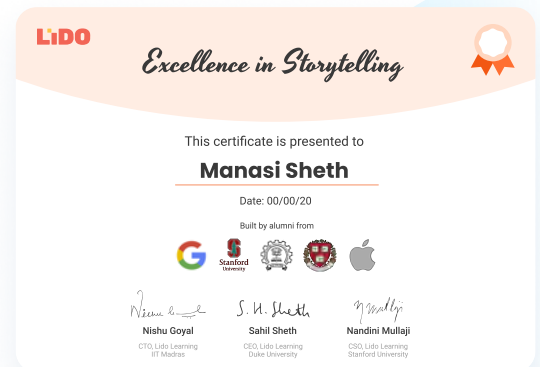 LiDO
Excellence in Storytelling
This certificate is presented to
Manasi Sheth
Date: 00/00/20
Built by alumni from
Stanford
University
S. H. Sheth
Nishu Goyal
Sahil Sheth
Nandini Mullaji
CTO, Lido Learning
CEO, Lido Learning
CSO, Lido Learning
IIT Madras
Duke University
Stanford University